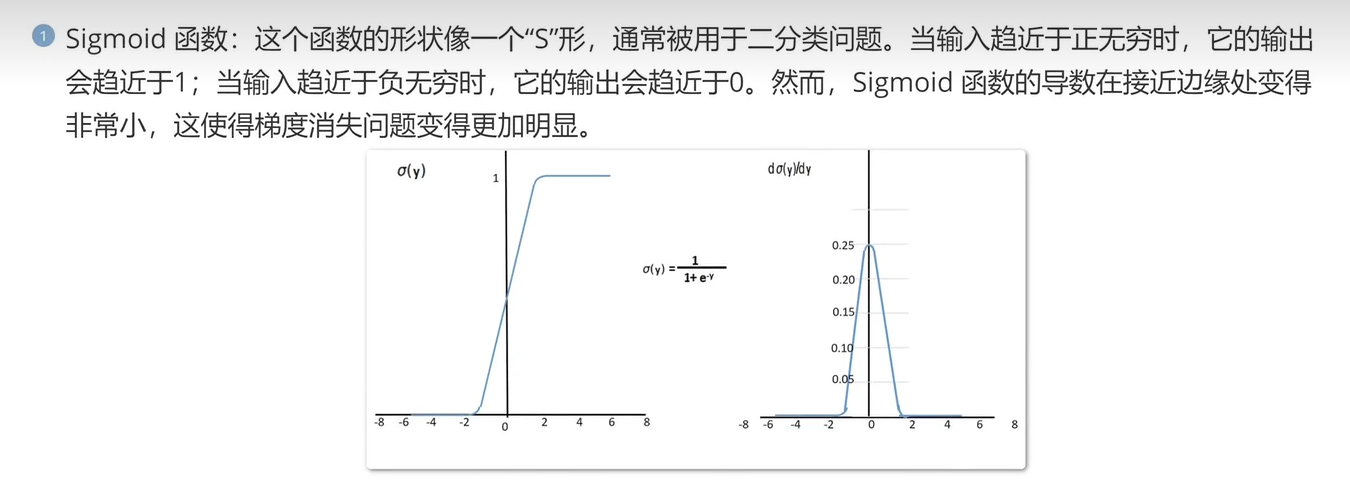 1 Sigmoid 函数：这个函数的形状像一个“S”形，通常被用于二分类问题。当输入趋近于正无穷时，它的输出
会趋近于1；当输入趋近于负无穷时，它的输出会趋近于0。然而，Sigmoid 函数的导数在接近边缘处变得
非常小，这使得梯度消失问题变得更加明显。
σ(y)
1
-8 -6 -4 -2 0 2 4 6 8
σ(y) = 1
1+ e-y
dσ(y)/dy
0.25
0.20
0.15
0.10
0.05
-8 -6 -4 -2 0 2 4 6 8